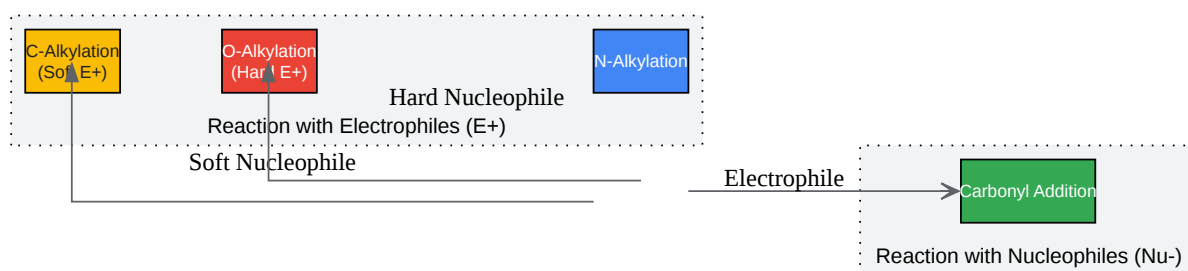 C-Alkylation
(Soft E+)
O-Alkylation
(Hard E+)
N-Alkylation
Hard Nucleophile
Reaction with Electrophiles (E+)
Soft Nucleophile
Electrophile
Carbonyl Addition
Reaction with Nucleophiles (Nu-)